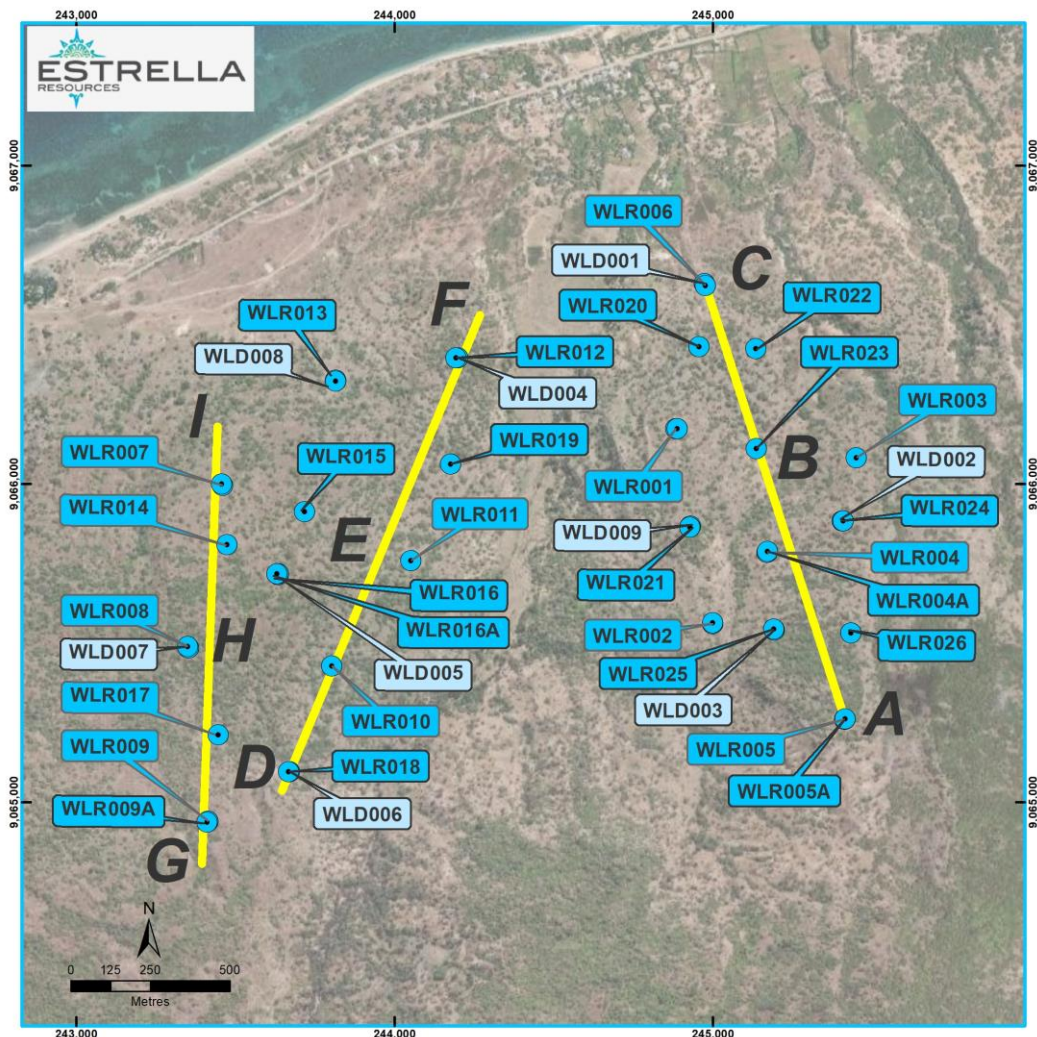 243,000
244,000
245,000
ESTRELLA
RESOURCES
9,067,000
9,067,000
WLR006
WLD001
C
WLR020
WLR022
F
WLR013
WLD008
WLR023
WLR012
WLD004
WLR003
I
WLR019
WLD002
WLR007
WLR015
B
9,066,000
9,066,000
WLR001
WLR014
E
WLR011
WLD009
WLR024
WLR004
WLR021
WLR016
WLR004A
WLR016A
WLR008
H
WLR002
WLR026
WLD007
WLD005
WLR025
WLR017
WLD003
A
WLR010
WLR009
D
WLR018
WLR005
WLR009A
WLD006
WLR005A
9,065,000
9,065,000
G
N
0 125 250 500
Metres
243,000
244,000
245,000